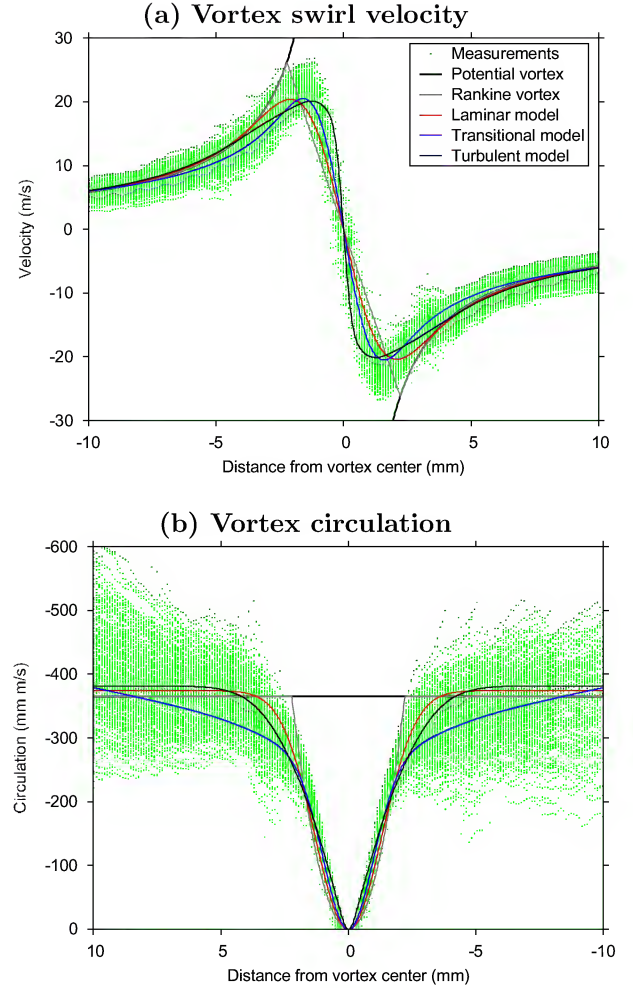 (a) Vortex swirl velocity
30
20
10
0
-10
-20
-30
Velocity (m/s)
Measurements
Potential vortex
Rankine vortex
Laminar model
Transitional model
Turbulent model
-10 -5 0 5 10
Distance from vortex center (mm)
(b) Vortex circulation
-600
-500
-400
-300
-200
-100
0
Circulation (mm m/s)
10 5 0 -5 -10
Distance from vortex center (mm)